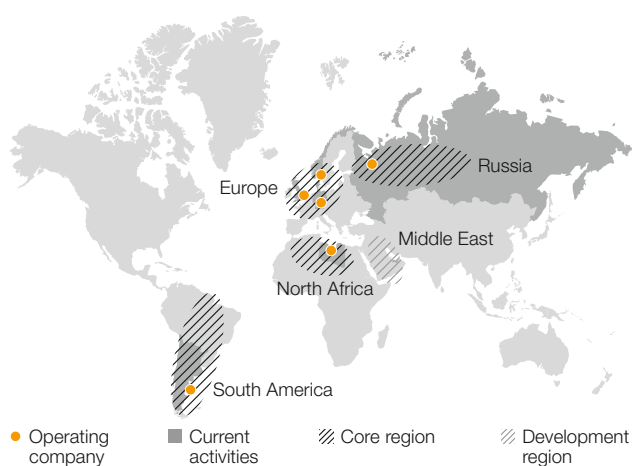 Russia
Europe
Middle East
North Africa
South America
Operating
company
Current
activities
Core region
Development
region